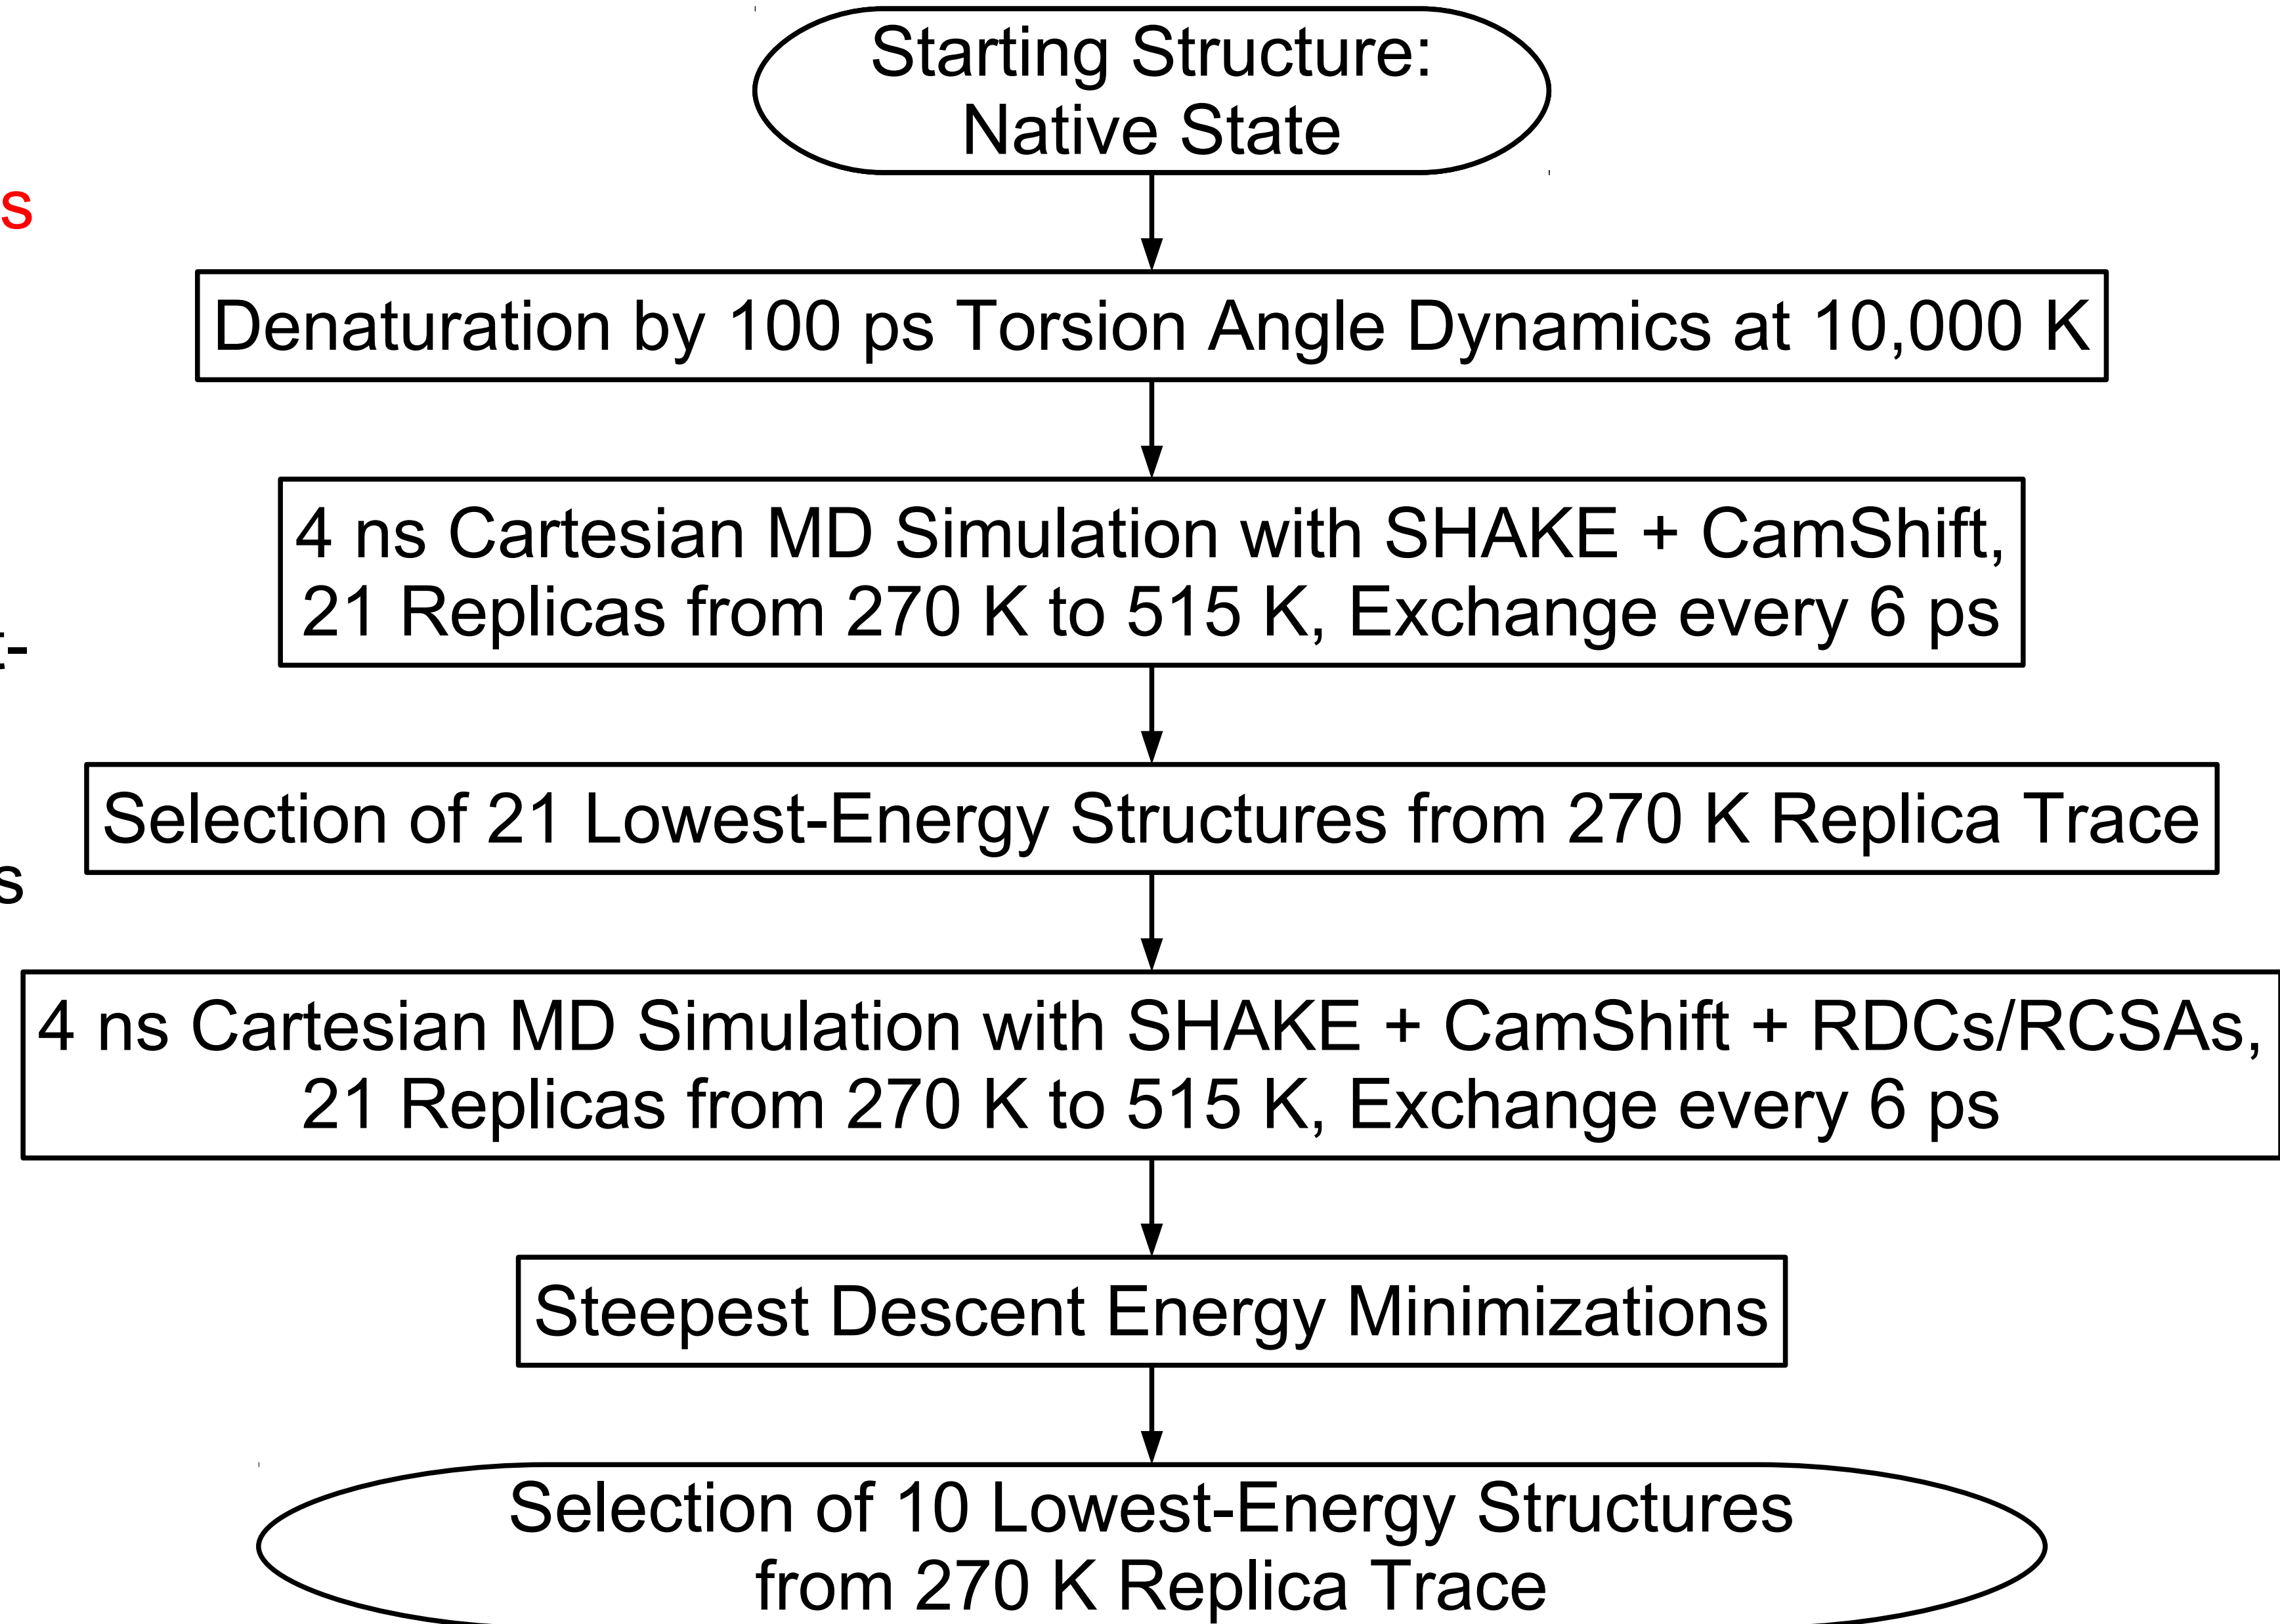 Starting Structure:
Native State
s
Denaturation by 100 ps Torsion Angle Dynamics at 10,000 K
4 ns Cartesian MD Simulation with SHAKE + CamShift,
21 Replicas from 270 K to 515 K, Exchange every 6 ps
Selection of 21 Lowest-Energy Structures from 270 K Replica Trace
s
4 ns Cartesian MD Simulation with SHAKE + CamShift + RDCs/RCSAs,
21 Replicas from 270 K to 515 K, Exchange every 6 ps
Steepest Descent Energy Minimizations
Selection of 10 Lowest-Energy Structures
from 270 K Replica Trace